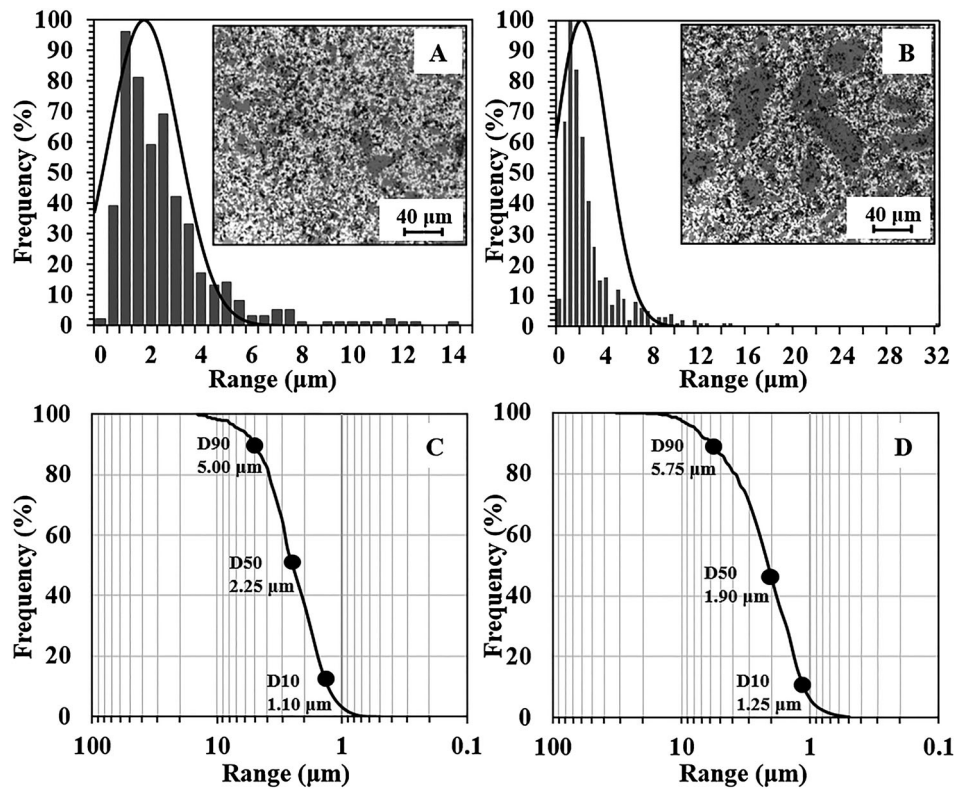 A
Frequency (%)
100
90
80
70
60
50
40
30
20
10
0
40 µm
0 2 4 6 8 10 12 14
Range (µm)
B
Frequency (%)
100
90
80
70
60
50
40
30
20
10
0
40 µm
0 4 8 12 16 20 24 28 32
Range (µm)
C
Frequency (%)
100
80
60
40
20
0
D90
5.00 µm
D50
2.25 µm
D10
1.10 µm
100 10 1 0.1
Range (µm)
D
Frequency (%)
100
80
60
40
20
0
D90
5.75 µm
D50
1.90 µm
D10
1.25 µm
100 10 1 0.1
Range (µm)